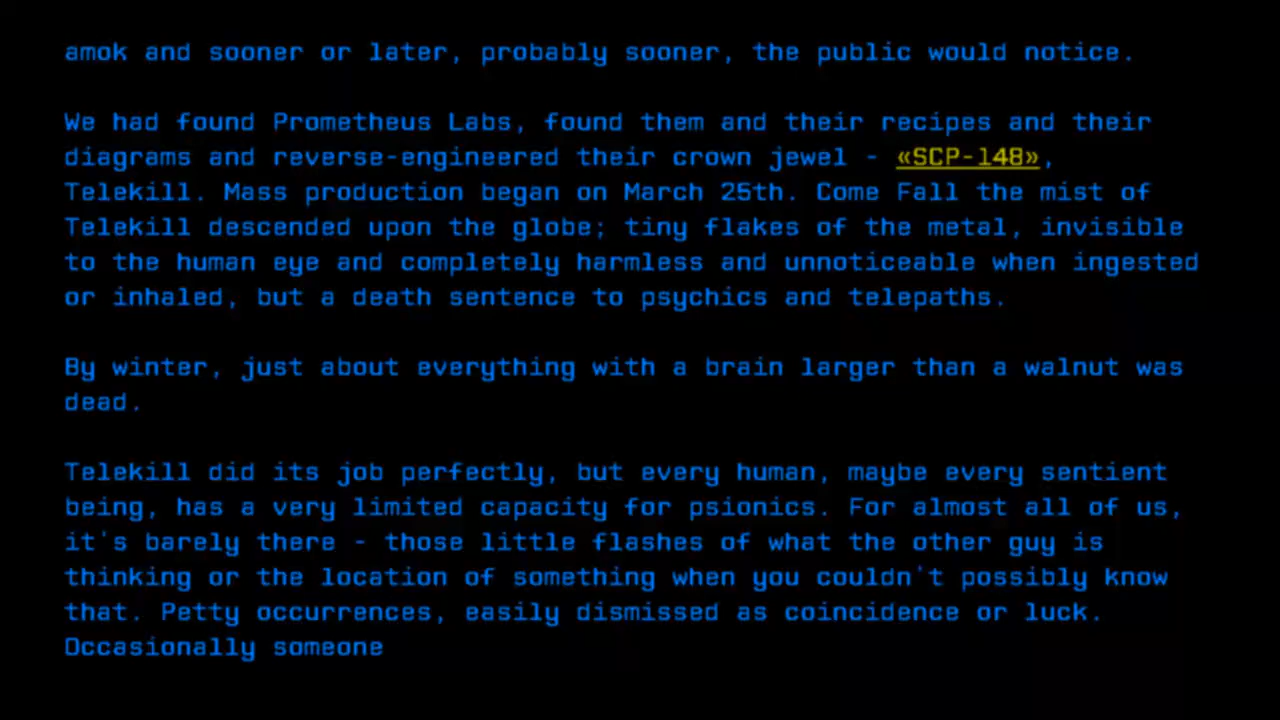 amok and sooner or later, probably sooner, the public would notice.
We had found Prometheus Labs, found them and their recipes and their
diagrams and reverse-engineered their crown jewel - «SCP-148»,
Telekill. Mass production began on March 25th. Come Fall the mist of
Telekill descended upon the globe; tiny flakes of the metal, invisible
to the human eye and completely harmless and unnoticeable when ingested
or inhaled, but a death sentence to psychics and telepaths.
By winter, just about everything with a brain larger than a walnut was
dead.
Telekill did its job perfectly, but every human, maybe every sentient
being, has a very limited capacity for psionics. For almost all of us,
it's barely there - those little flashes of what the other guy is
thinking or the location of something when you couldn't possibly know
that. Petty occurrences, easily dismissed as coincidence or luck.
Occasionally someone